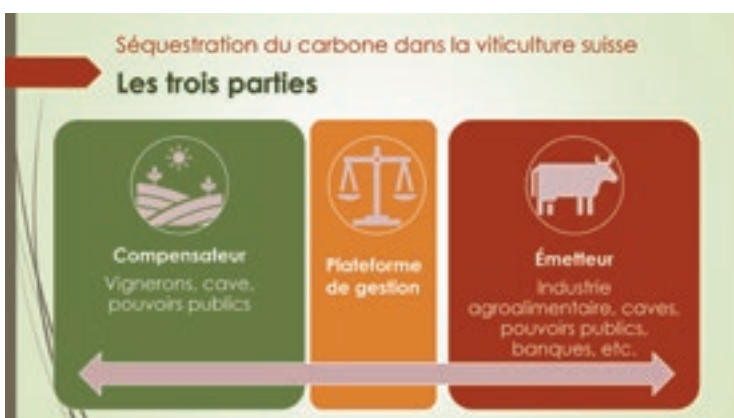 Séquestration du carbone dans la viticulture suisse
Les trois parties
Compensateur
Vignerons, cave,
pouvoirs publics
Plateforme
de gestion
Émetteur
Industrie
agroalimentaire, caves,
pouvoirs publics,
banques, etc.